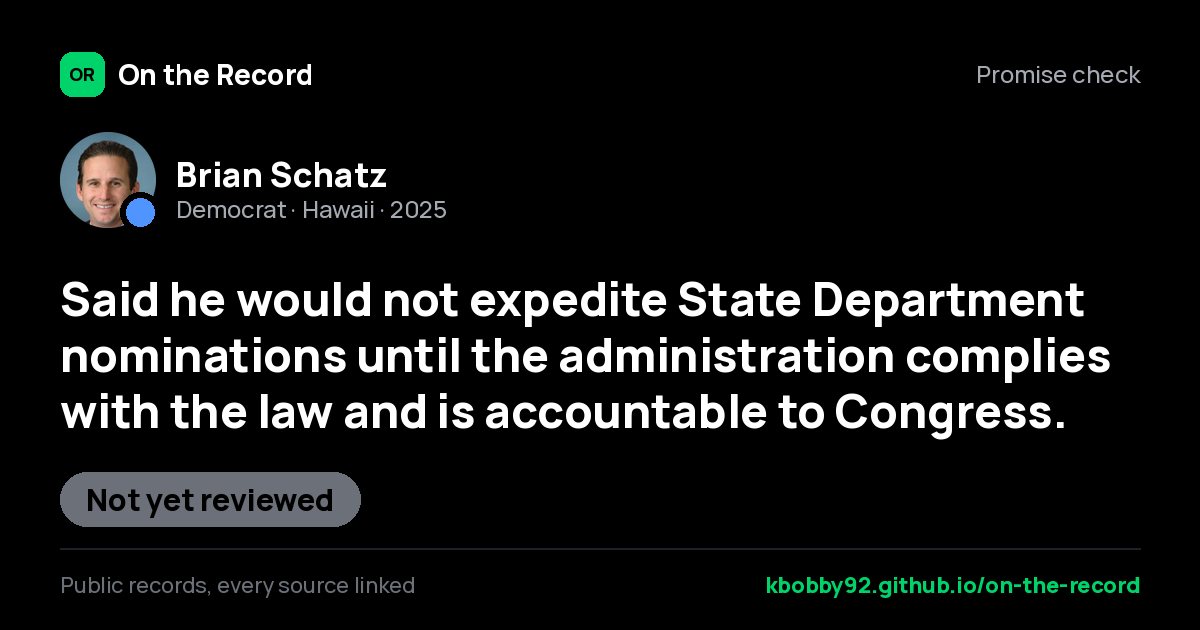 OR On the Record
Promise check
Brian Schatz
Democrat · Hawaii · 2025
Said he would not expedite State Department
nominations until the administration complies
with the law and is accountable to Congress.
Not yet reviewed
Public records, every source linked
kbobby92.github.io/on-the-record